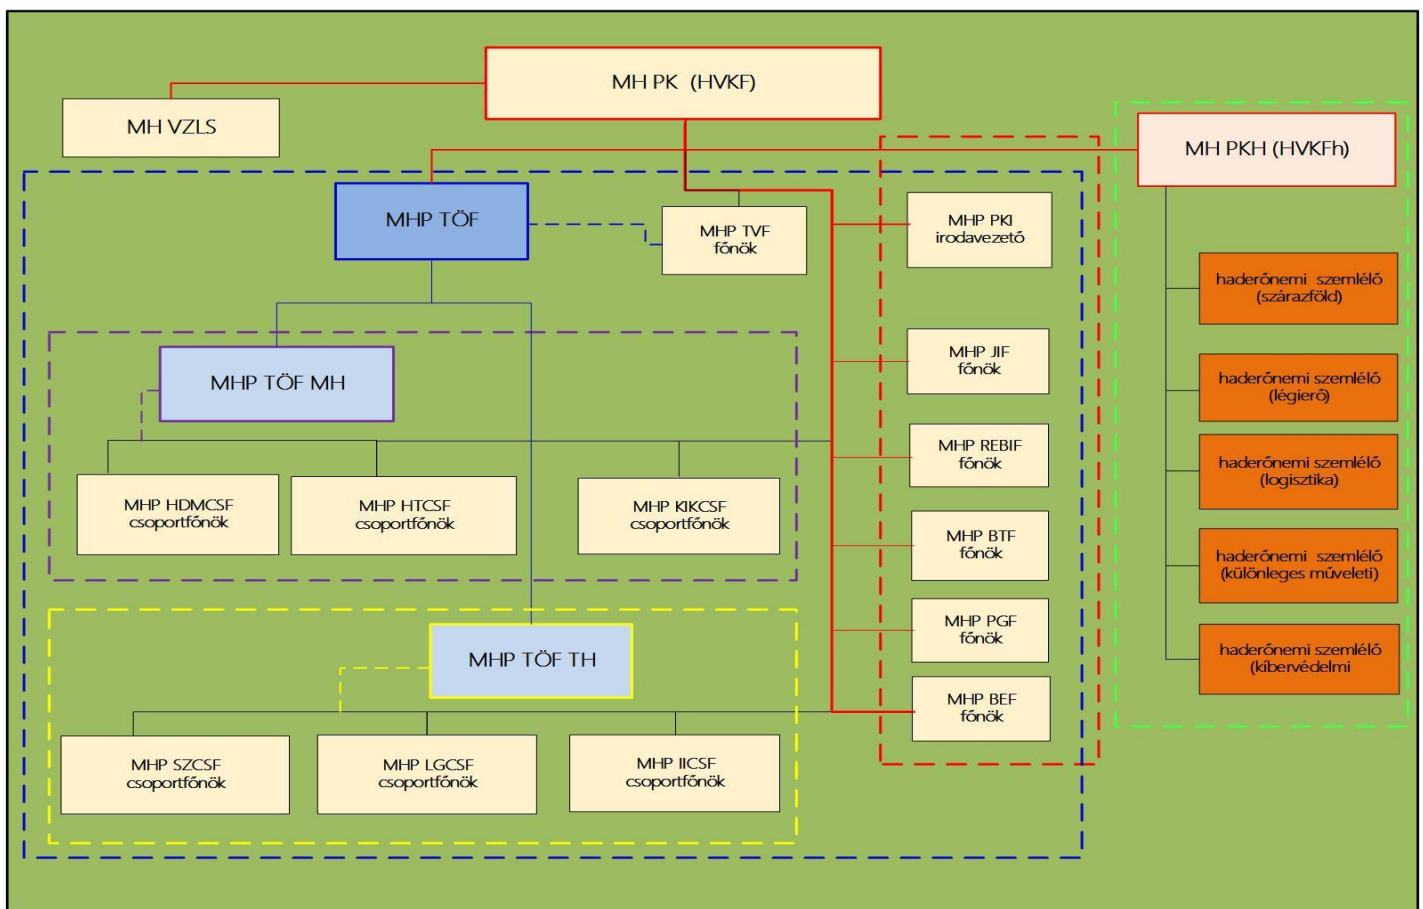 MH PK (HVKF)
MH VZLS
MH PKH (HVKFh)
MHP TÖF
MHP TVF
főnök
MHP PKI
irodavezető
haderőnemi szemlélő
(szárazföld)
MHP JIF
főnök
MHP TÖF MH
haderőnemi szemlélő
(légierő)
MHP REBIF
főnök
haderőnemi szemlélő
(logisztika)
MHP HDMCSF
csoportfőnök
MHP HTCSF
csoportfőnök
MHP KIKCSF
csoportfőnök
MHP BTF
főnök
haderőnemi szemlélő
(különleges műveleti)
MHP PGF
főnök
MHP TÖF TH
haderőnemi szemlélő
(kíbervédelmi
MHP BEF
főnök
MHP SZCSF
csoportfőnök
MHP LGCSF
csoportfőnök
MHP IICSF
csoportfőnök